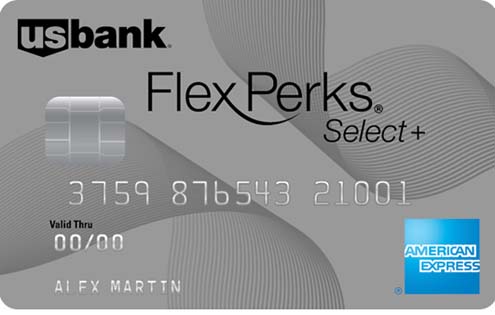 usbank®
FlexPerks®
Select+
3759 876543 21001
Valid Thru
00/00
AMERICAN
EXPRESS
®
ALEX MARTIN